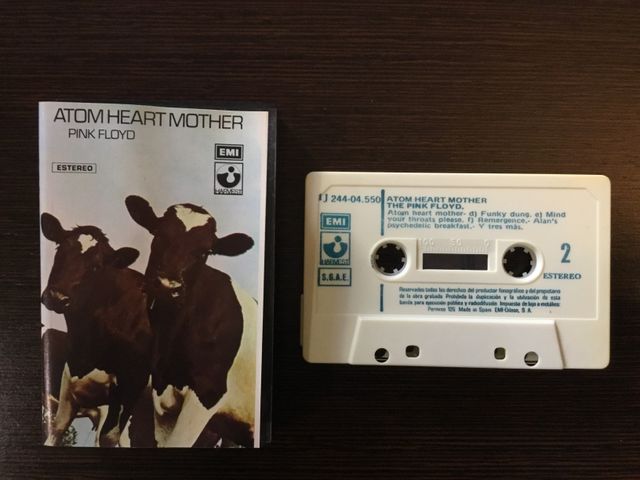 ATOM HEART MOTHER
PINK FLOYD
EMI
ESTEREO
HARVEST
J 244-04.550
ATOM HEART MOTHER
THE PINK FLOYD.
Atom heart mother- d) Funky dung. e) Mind
your throats please. f) Remergence.- Alan's
psychedelic breakfast.- Y tres más.
EMI
HARVEST
S.G.A.E.
100 50 0
2
ESTEREO
Reservados todos los derechos del productor fonográfico y del propietario
de la obra grabada Prohibida la duplicación y la utilización de esta
banda para ejecución pública y radiodifusión Impuesto de lujo a metálico:
Permiso 125 Made in Spain EMI-Odeon, S. A.